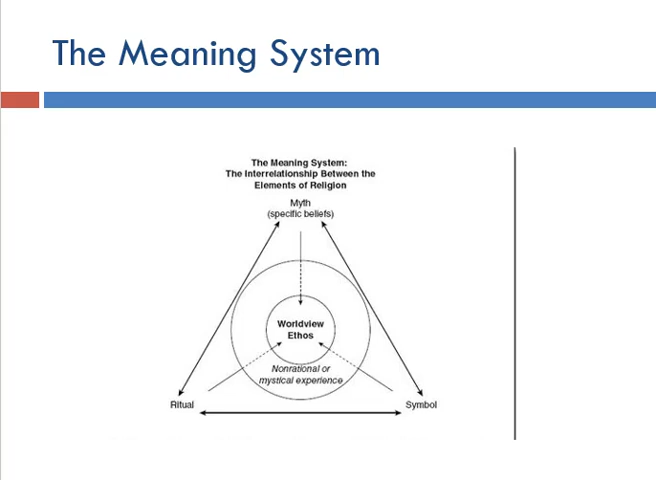 The Meaning System
The Meaning System:
The Interrelationship Between the
Elements of Religion
Myth
(specific beliefs)
Worldview
Ethos
Nonrational or
mystical experience
Ritual
Symbol